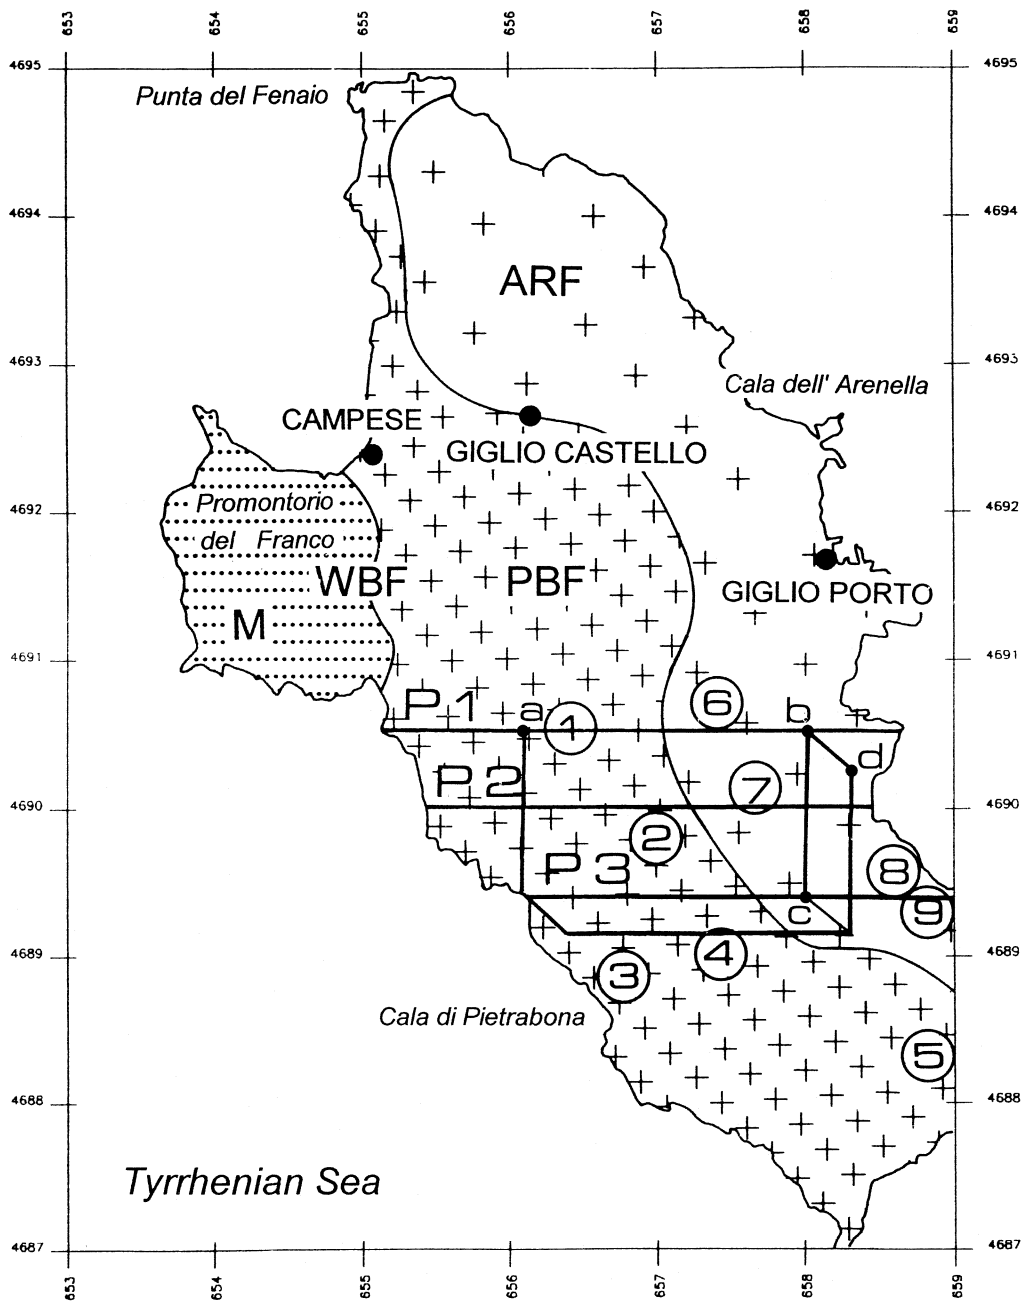 653 654 655 656 657 658 659
4695 4695
Punta del Fenaio
4694 4694
ARF
4693 4693
Cala dell' Arenella
CAMPESE
GIGLIO CASTELLO
Promontorio
del Franco
4692 4692
WBF PBF
GIGLIO PORTO
M
4691 4691
P1 a 1 6 b
d
P2 7
4690 4690
2
P3 8
c 9
4689 4689
3 4
Cala di Pietrabona
5
4688 4688
Tyrrhenian Sea
4687 4687
653 654 655 656 657 658 659